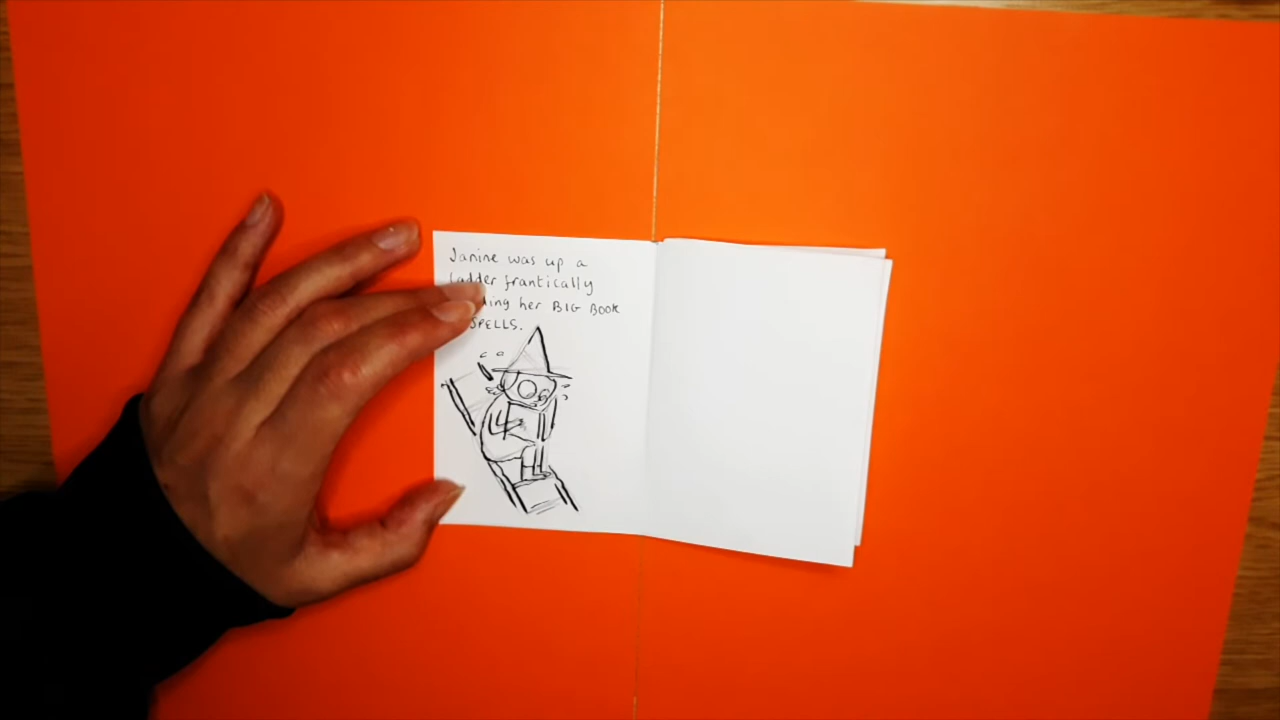 Janine was up a
Ladder frantically
her BIG BOOK
SPELLS.